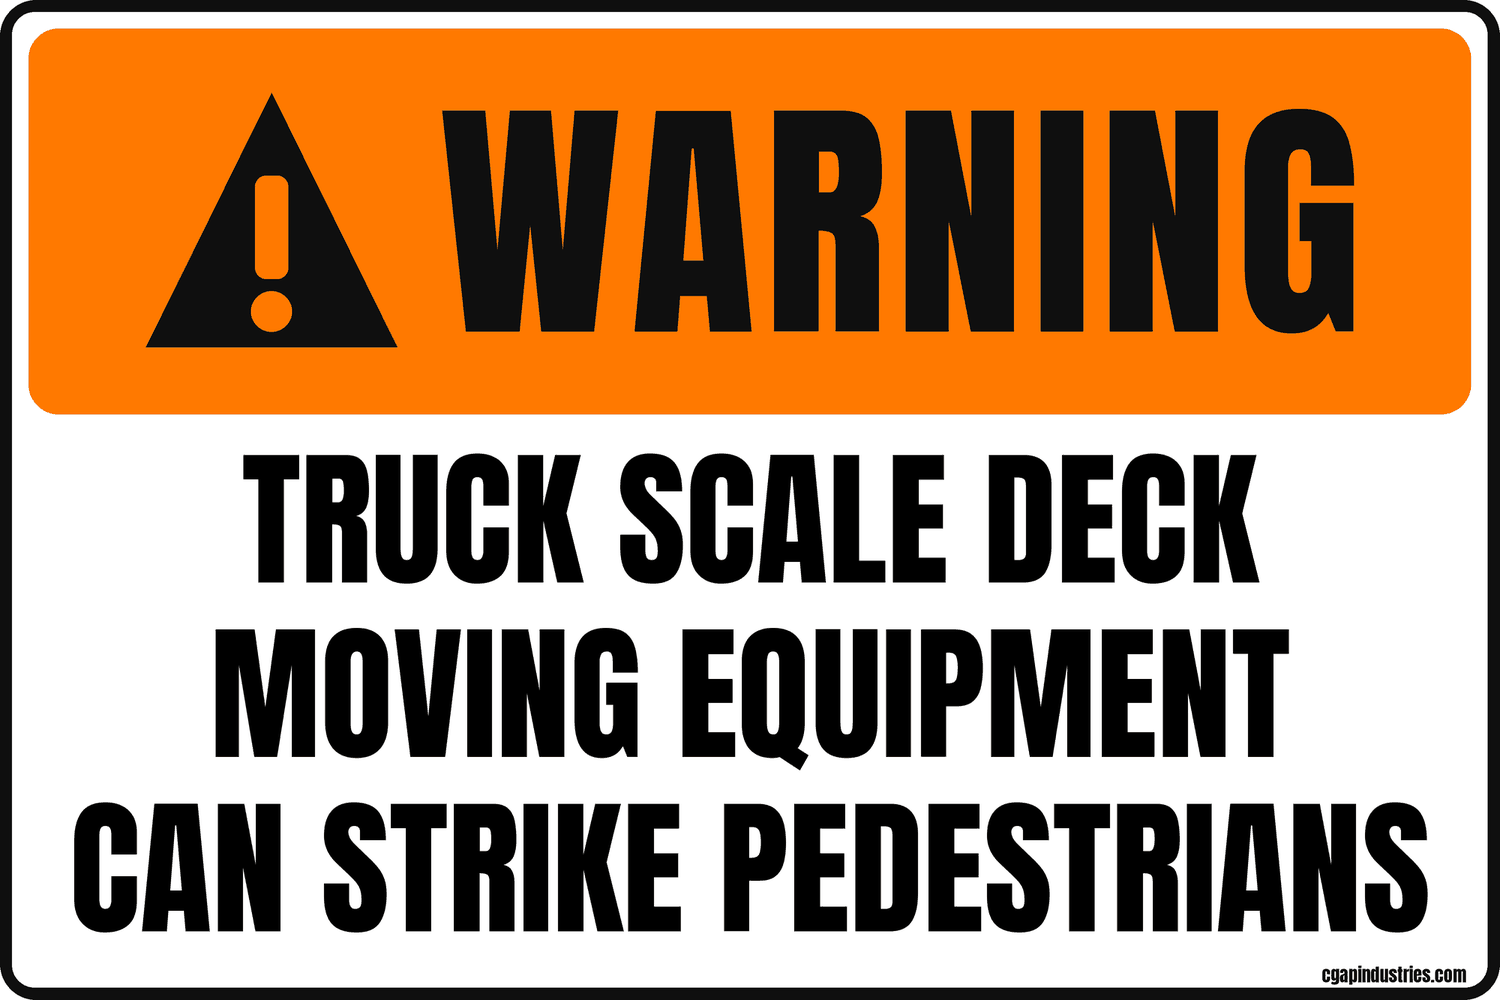 WARNING
TRUCK SCALE DECK
MOVING EQUIPMENT
CAN STRIKE PEDESTRIANS
cgapindustries.com